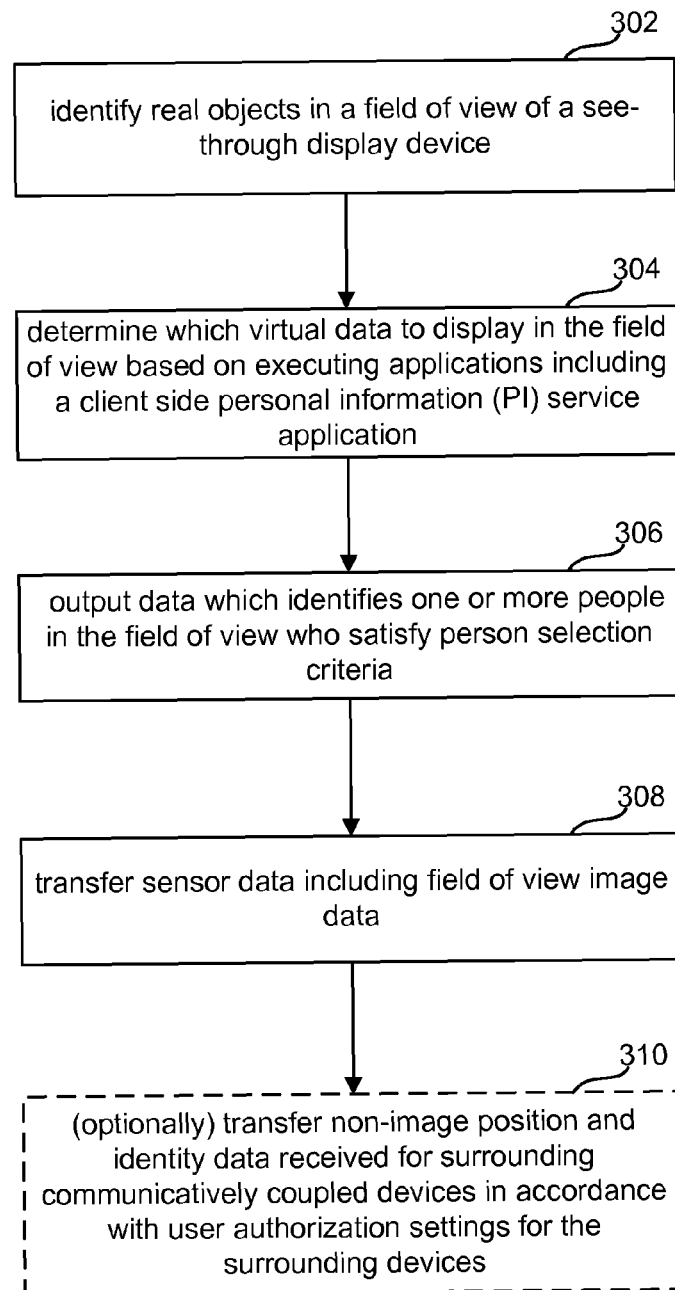 302
identify real objects in a field of view of a see-
through display device
304
determine which virtual data to display in the field
of view based on executing applications including
a client side personal information (PI) service
application
306
output data which identifies one or more people
in the field of view who satisfy person selection
criteria
308
transfer sensor data including field of view image
data
310
(optionally) transfer non-image position and
identity data received for surrounding
communicatively coupled devices in accordance
with user authorization settings for the
surrounding devices